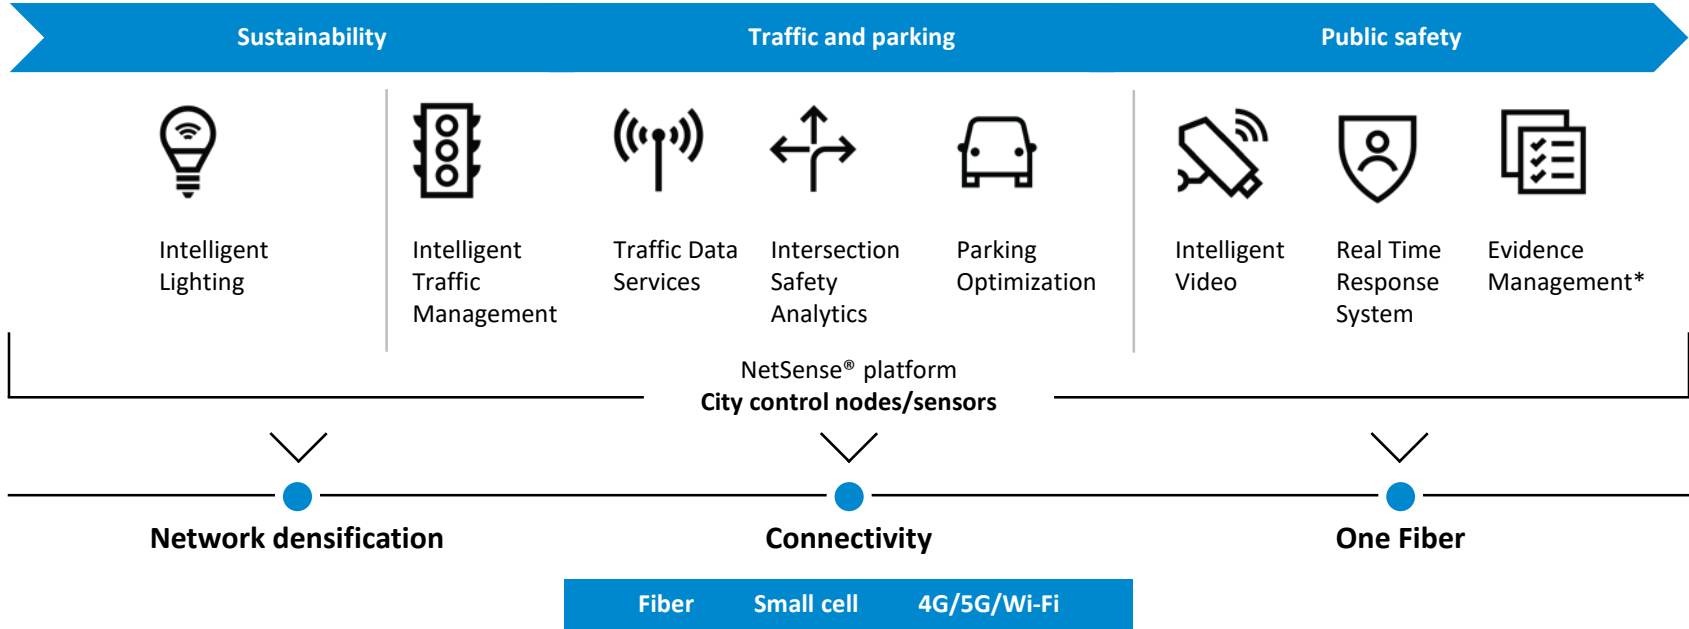 Sustainability
Traffic and parking
Public safety
Intelligent
Lighting
Intelligent
Traffic
Management
Traffic Data
Services
Intersection
Safety
Analytics
Parking
Optimization
Intelligent
Video
Real Time
Response
System
Evidence
Management*
NetSense® platform
City control nodes/sensors
Network densification
Connectivity
One Fiber
Fiber
Small cell
4G/5G/Wi-Fi